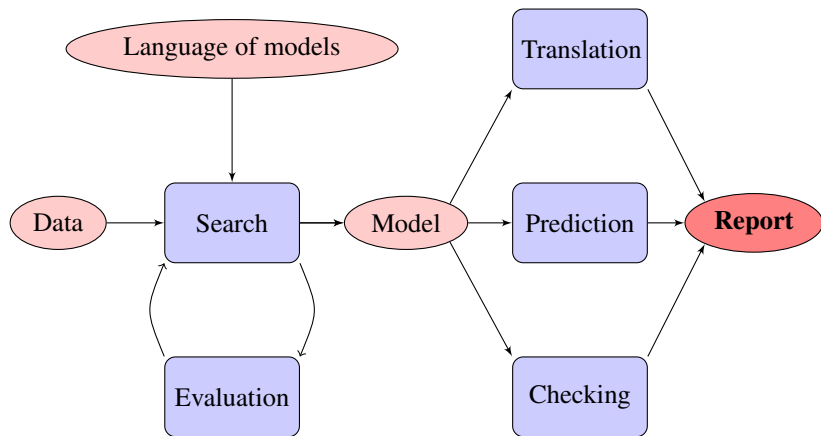 Language of models
Translation
Data
Search
Model
Prediction
Report
Evaluation
Checking